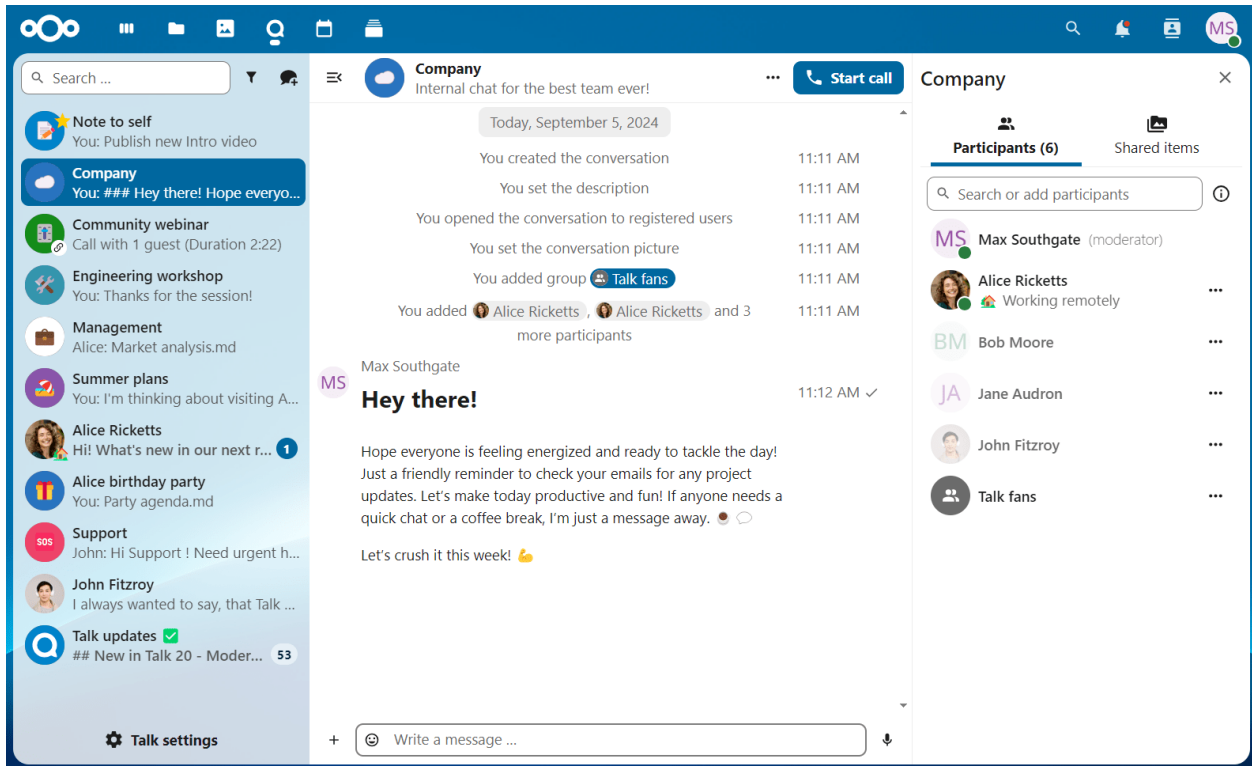 MS
Search ...
Note to self
You: Publish new Intro video
Company
You: ### Hey there! Hope everyo...
Community webinar
Call with 1 guest (Duration 2:22)
Engineering workshop
You: Thanks for the session!
Management
Alice: Market analysis.md
Summer plans
You: I'm thinking about visiting A...
Alice Ricketts
Hi! What's new in our next r... 1
Alice birthday party
You: Party agenda.md
SOS
Support
John: Hi Support ! Need urgent h...
John Fitzroy
I always wanted to say, that Talk ...
Talk updates ✅
## New in Talk 20 - Moder... 53
Talk settings
Company
Internal chat for the best team ever!
Start call
Today, September 5, 2024
You created the conversation 11:11 AM
You set the description 11:11 AM
You opened the conversation to registered users 11:11 AM
You set the conversation picture 11:11 AM
You added group Talk fans 11:11 AM
You added Alice Ricketts , Alice Ricketts and 3 11:11 AM
more participants
Max Southgate
MS
Hey there! 11:12 AM ✓
Hope everyone is feeling energized and ready to tackle the day!
Just a friendly reminder to check your emails for any project
updates. Let's make today productive and fun! If anyone needs a
quick chat or a coffee break, I'm just a message away. ☕ 💬
Let's crush it this week! 💪
Write a message ...
Company
Participants (6)
Shared items
Search or add participants
MS Max Southgate (moderator)
Alice Ricketts
🏡 Working remotely
BM Bob Moore
JA Jane Audron
John Fitzroy
Talk fans